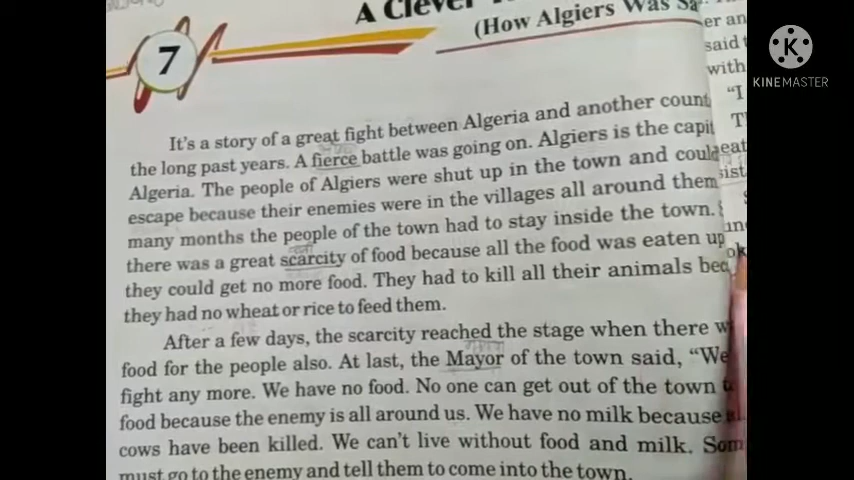 A Clever
(How Algiers Was Sa
7
er an
said t
with
"I
T
eat
sist
S
un
ok
KINEMASTER
It's a story of a great fight between Algeria and another count
the long past years. A fierce battle was going on. Algiers is the capit
Algeria. The people of Algiers were shut up in the town and could
escape because their enemies were in the villages all around them
many months the people of the town had to stay inside the town.
there was a great scarcity of food because all the food was eaten up
they could get no more food. They had to kill all their animals bec
they had no wheat or rice to feed them.
After a few days, the scarcity reached the stage when there w
food for the people also. At last, the Mayor of the town said, "We
fight any more. We have no food. No one can get out of the town
food because the enemy is all around us. We have no milk because
cows have been killed. We can't live without food and milk. Som
must go to the enemy and tell them to come into the town.